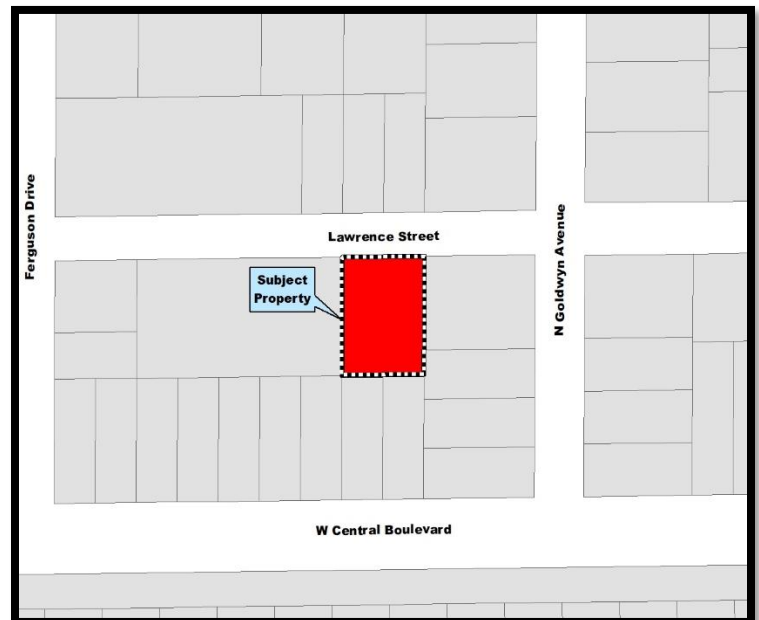 Ferguson Drive
Lawrence Street
N Goldwyn Avenue
Subject
Property
W Central Boulevard